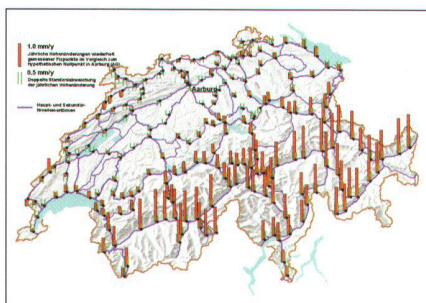 1.0 mm/y
Jährliche Höhenänderungen wiederholt
gemessener Fixpunkte im Vergleich zum
hypothetischen Nullpunkt in Aarburg (AG)
0.5 mm/y
Doppelte Standardabweichung
der jährlichen Höhenänderung
Haupt- und Sekundär-
Nivellementlinien
Aarburg